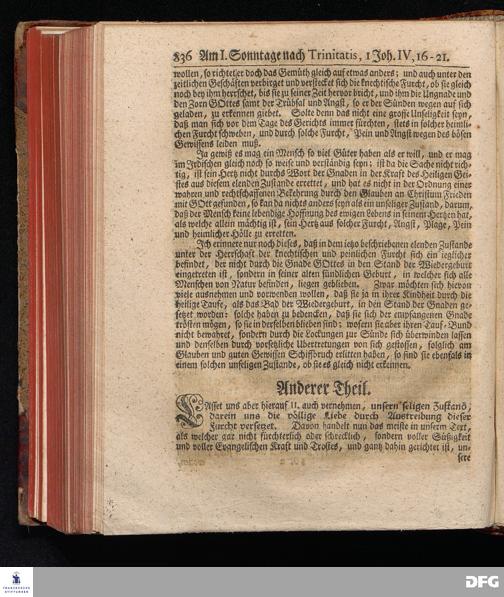 836 Am I. Sonntage nach Trinitatis, 1 Joh. IV, 16-21.
wollen, so richtet er doch das Gemüth gleich auf etwas anders; und auch unter den
zeitlichen Geschäften verbirget und verstecket sich die knechtische Furcht, ob sie gleich
noch bey ihm herrschet, bis sie zu seiner Zeit hervor bricht, und ihm die Ungnade und
den Zorn GOttes samt der Trübsal und Angst, so er der Sünden wegen auf sich
geladen, zu erkennen giebet. Solte denn das nicht eine grosse Unseligkeit seyn,
daß man sich vor dem Tage des Gerichts immer fürchten, stets in solcher heimli-
chen Furcht schweben, und durch solche Furcht, Pein und Angst wegen des bösen
Gewissens leiden muß.
Ja gewiß es mag ein Mensch so viel Güter haben als er will, und er mag
im Irdischen gleich noch so weise und verständig seyn; ist da die Sache nicht rich-
tig, ist sein Hertz nicht durchs Wort der Gnaden in der Kraft des Heiligen Gei-
stes aus diesem elenden Zustande errettet, und hat es nicht in der Ordnung einer
wahren und rechtschaffenen Bekehrung durch den Glauben an Christum Frieden
mit Gott gefunden, so kan da nichts anders seyn als ein unseliger Zustand, darum,
daß der Mensch keine lebendige Hoffnung des ewigen Lebens in seinem Hertzen hat,
als welche allein mächtig ist, sein Hertz aus solcher Furcht, Angst, Plage, Pein
und heimlicher Hölle zu erretten.
Ich erinnere nur noch dieses, daß in dem ietzo beschriebenen elenden Zustande
unter der Herrschaft der knechtischen und peinlichen Furcht sich ein ieglicher
befindet, der nicht durch die Gnade GOttes in den Stand der Wiedergeburt
eingetreten ist, sondern in seiner alten sündlichen Geburt, in welcher sich alle
Menschen von Natur befinden, liegen geblieben. Zwar möchten sich hiervon
viele ausnehmen und vorwenden wollen, daß sie ja in ihrer Kindheit durch die
heilige Taufe, als das Bad der Wiedergeburt, in den Stand der Gnaden ge-
setzet worden: solche haben zu bedencken, daß sie sich der empfangenen Gnade
trösten mögen, so sie in derselben blieben sind; wofern sie aber ihren Tauf-Bund
nicht bewahret, sondern durch die Lockungen zur Sünde sich überwinden lassen
und denselben durch vorsetzliche Ubertretungen von sich gestossen, folglich am
Glauben und guten Gewissen Schiffbruch erlitten haben, so sind sie ebenfals in
einem solchen unseligen Zustande, ob sie es gleich nicht erkennen.
Anderer Theil.
LAsset uns aber hierauf II. auch vernehmen, unsern seligen Zustand,
darein uns die völlige Liebe durch Austreibung dieser
Furcht versetzet. Davon handelt nun das meiste in unserm Text,
als welcher gar nicht fürchterlich oder schrecklich, sondern voller Süßigkeit
und voller Evangelischen Kraft und Trostes, und gantz dahin gerichtet ist, un-
sere
FRANCKESCHE
STIFTUNGEN
DFG